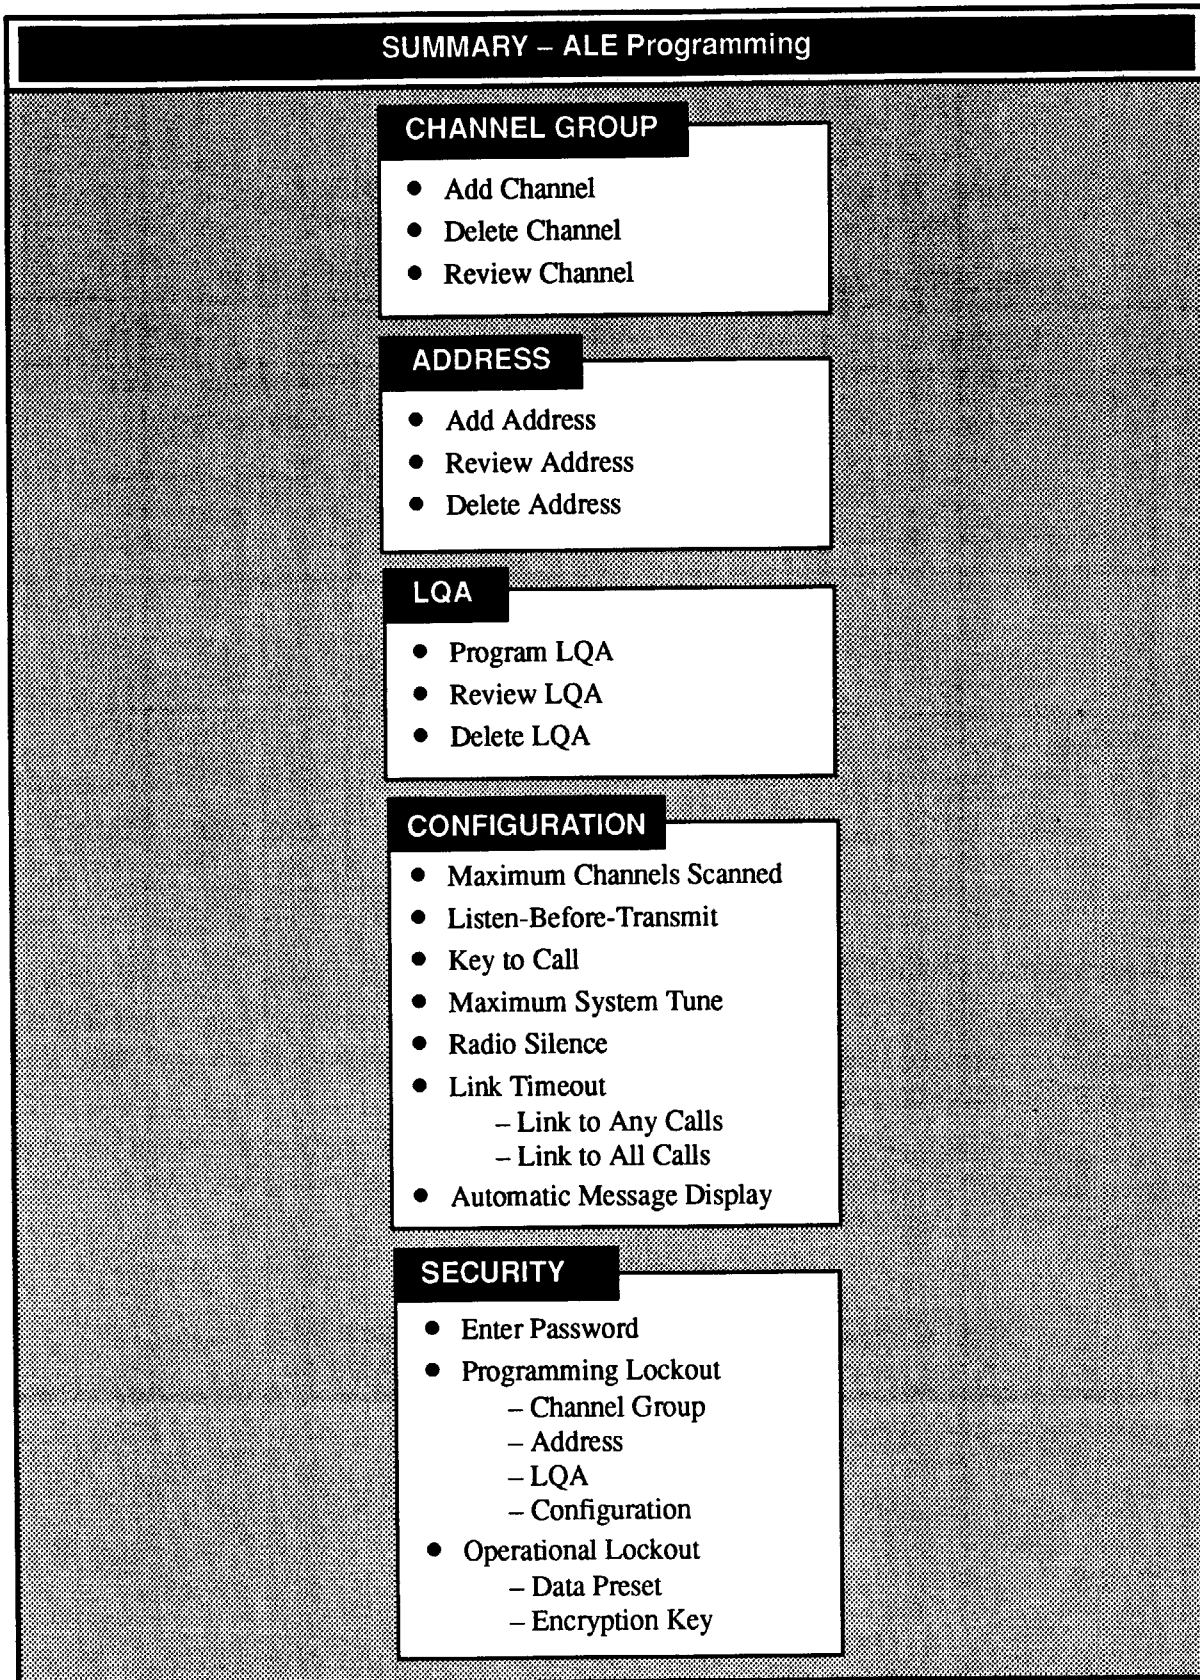 SUMMARY – ALE Programming
CHANNEL GROUP
● Add Channel
● Delete Channel
● Review Channel
ADDRESS
● Add Address
● Review Address
● Delete Address
LQA
● Program LQA
● Review LQA
● Delete LQA
CONFIGURATION
● Maximum Channels Scanned
● Listen-Before-Transmit
● Key to Call
● Maximum System Tune
● Radio Silence
● Link Timeout
– Link to Any Calls
– Link to All Calls
● Automatic Message Display
SECURITY
● Enter Password
● Programming Lockout
– Channel Group
– Address
– LQA
– Configuration
● Operational Lockout
– Data Preset
– Encryption Key